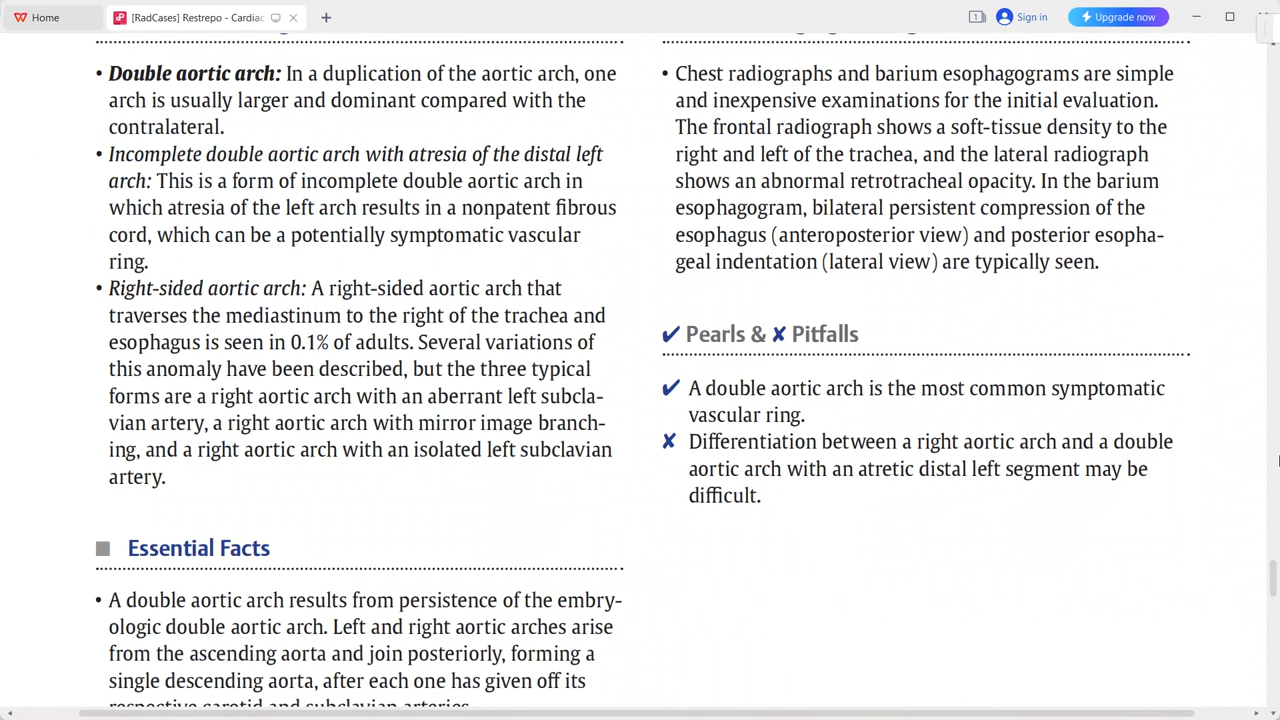 Home
[RadCases] Restrepo - Cardiac
Sign in
Upgrade now
• Double aortic arch: In a duplication of the aortic arch, one
arch is usually larger and dominant compared with the
contralateral.
• Incomplete double aortic arch with atresia of the distal left
arch: This is a form of incomplete double aortic arch in
which atresia of the left arch results in a nonpatent fibrous
cord, which can be a potentially symptomatic vascular
ring.
• Right-sided aortic arch: A right-sided aortic arch that
traverses the mediastinum to the right of the trachea and
esophagus is seen in 0.1% of adults. Several variations of
this anomaly have been described, but the three typical
forms are a right aortic arch with an aberrant left subcla-
vian artery, a right aortic arch with mirror image branch-
ing, and a right aortic arch with an isolated left subclavian
artery.
Essential Facts
• A double aortic arch results from persistence of the embry-
ologic double aortic arch. Left and right aortic arches arise
from the ascending aorta and join posteriorly, forming a
single descending aorta, after each one has given off its
respective carotid and subclavian arteries.
• Chest radiographs and barium esophagograms are simple
and inexpensive examinations for the initial evaluation.
The frontal radiograph shows a soft-tissue density to the
right and left of the trachea, and the lateral radiograph
shows an abnormal retrotracheal opacity. In the barium
esophagogram, bilateral persistent compression of the
esophagus (anteroposterior view) and posterior esopha-
geal indentation (lateral view) are typically seen.
✔ Pearls & ✘ Pitfalls
✔ A double aortic arch is the most common symptomatic
vascular ring.
✘ Differentiation between a right aortic arch and a double
aortic arch with an atretic distal left segment may be
difficult.